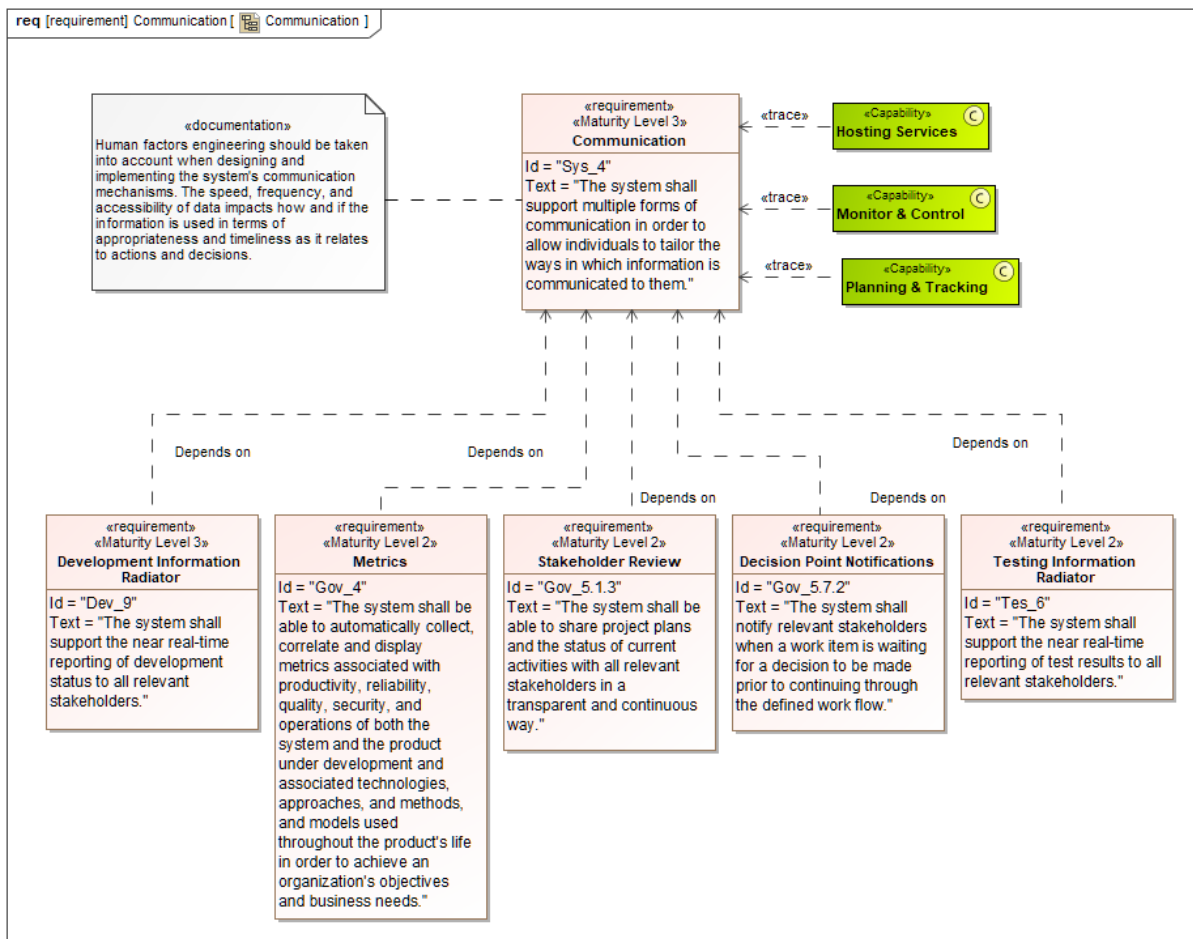 req [requirement] Communication [ Communication ]
«documentation»
Human factors engineering should be taken
into account when designing and
implementing the system's communication
mechanisms. The speed, frequency, and
accessibility of data impacts how and if the
information is used in terms of
appropriateness and timeliness as it relates
to actions and decisions.
«requirement»
«Maturity Level 3»
Communication
Id = "Sys_4"
Text = "The system shall
support multiple forms of
communication in order to
allow individuals to tailor the
ways in which information is
communicated to them."
«trace»
«Capability»
C
Hosting Services
«trace»
«Capability»
C
Monitor & Control
«trace»
«Capability»
C
Planning & Tracking
Depends on
Depends on
Depends on
Depends on
Depends on
«requirement»
«Maturity Level 3»
Development Information
Radiator
Id = "Dev_9"
Text = "The system shall
support the near real-time
reporting of development
status to all relevant
stakeholders."
«requirement»
«Maturity Level 2»
Metrics
Id = "Gov_4"
Text = "The system shall be
able to automatically collect,
correlate and display
metrics associated with
productivity, reliability,
quality, security, and
operations of both the
system and the product
under development and
associated technologies,
approaches, and methods,
and models used
throughout the product's life
in order to achieve an
organization's objectives
and business needs."
«requirement»
«Maturity Level 2»
Stakeholder Review
Id = "Gov_5.1.3"
Text = "The system shall be
able to share project plans
and the status of current
activities with all relevant
stakeholders in a
transparent and continuous
way."
«requirement»
«Maturity Level 2»
Decision Point Notifications
Id = "Gov_5.7.2"
Text = "The system shall
notify relevant stakeholders
when a work item is waiting
for a decision to be made
prior to continuing through
the defined work flow."
«requirement»
«Maturity Level 2»
Testing Information
Radiator
Id = "Tes_6"
Text = "The system shall
support the near real-time
reporting of test results to all
relevant stakeholders."